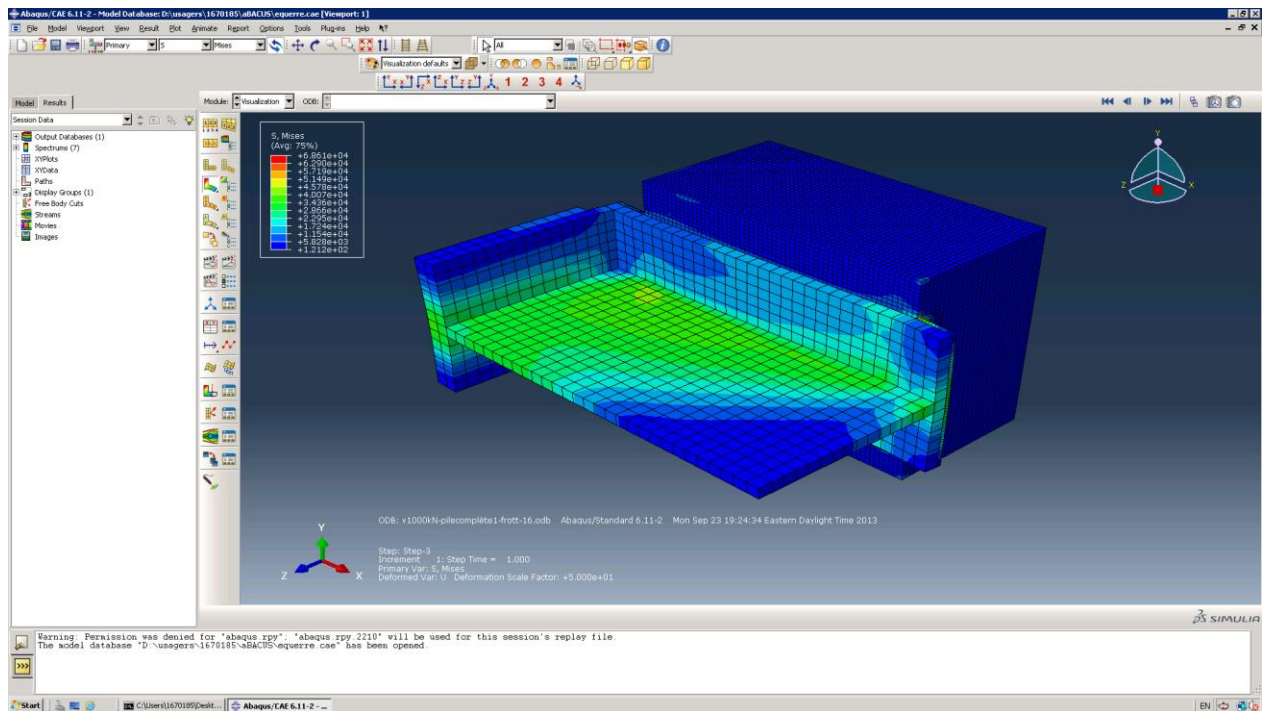 Abaqus/CAE 6.11-2 - Model Database: D:\usagers\1670185\aBACUS\equerre.cae [Viewport: 1]
File Model Viewport View Result Plot Animate Report Options Tools Plug-ins Help
Primary S Mises All
Visualization defaults
1 2 3 4
Model Results Module: Visualization ODB:
Session Data
Output Databases (1)
Spectrums (7)
XYPlots
XYData
Paths
Display Groups (1)
Free Body Cuts
Streams
Movies
Images
S, Mises
(Avg: 75%)
+6.861e+04
+6.290e+04
+5.719e+04
+5.149e+04
+4.578e+04
+4.007e+04
+3.436e+04
+2.866e+04
+2.295e+04
+1.724e+04
+1.154e+04
+5.828e+03
+1.212e+02
Y
Z X
ODB: v1000kN-pilecomplète1-frott-16.odb Abaqus/Standard 6.11-2 Mon Sep 23 19:24:34 Eastern Daylight Time 2013
Y
Z X
Step: Step-3
Increment 1: Step Time = 1.000
Primary Var: S, Mises
Deformed Var: U Deformation Scale Factor: +5.000e+01
SIMULIA
Warning: Permission was denied for "abaqus.rpy"; "abaqus.rpy.2210" will be used for this session's replay file.
The model database "D:\usagers\1670185\aBACUS\equerre.cae" has been opened.
Start C:\Users\1670185\Deskt... Abaqus/CAE 6.11-2 - ... EN